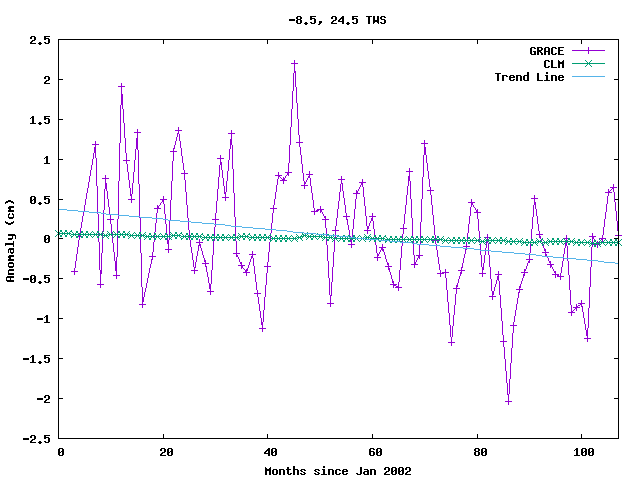 -8.5, 24.5 TWS
GRACE
CLM
Trend Line
2.5
2
1.5
1
0.5
0
-0.5
-1
-1.5
-2
-2.5
Anomaly (cm)
0 20 40 60 80 100
Months since Jan 2002